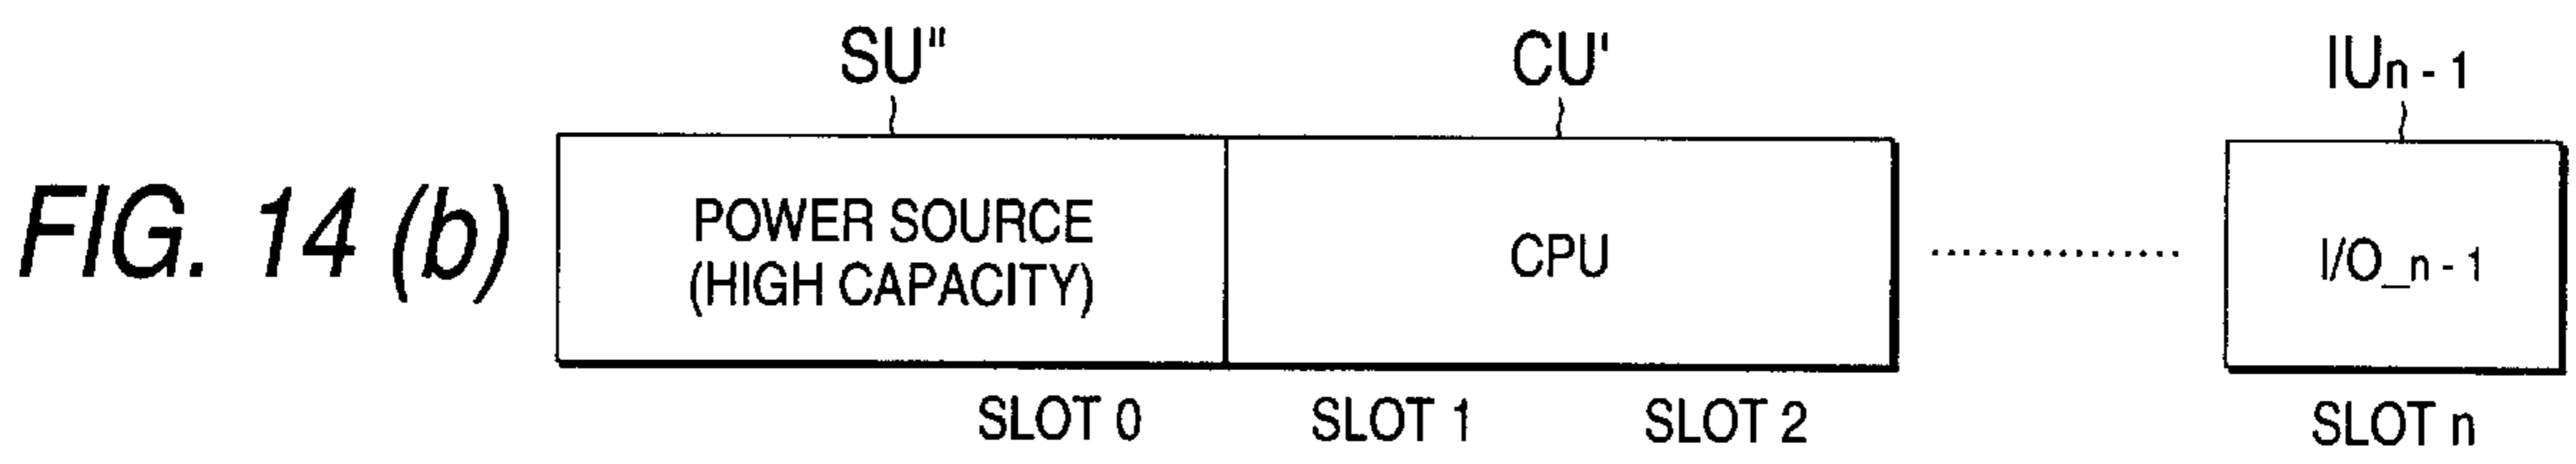 SU" CU' IUn-1
FIG. 14 (b)
POWER SOURCE
(HIGH CAPACITY)
CPU
I/O_n-1
SLOT 0 SLOT 1 SLOT 2 SLOT n